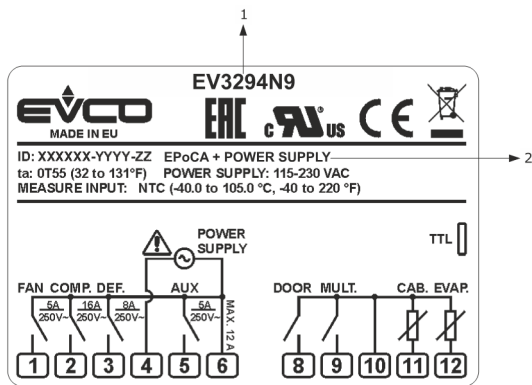 1
EV3294N9
EVCO
MADE IN EU
EAC
c RU us
CE
ID: XXXXXX-YYYY-ZZ EPoCA + POWER SUPPLY
2
ta: 0T55 (32 to 131°F) POWER SUPPLY: 115-230 VAC
MEASURE INPUT: NTC (-40.0 to 105.0 °C, -40 to 220 °F)
POWER SUPPLY
TTL
FAN COMP. DEF. AUX DOOR MULT. CAB. EVAP.
5A 16A 8A 5A
250V~ 250V~ 250V~ 250V~
MAX. 12 A
1 2 3 4 5 6 8 9 10 11 12